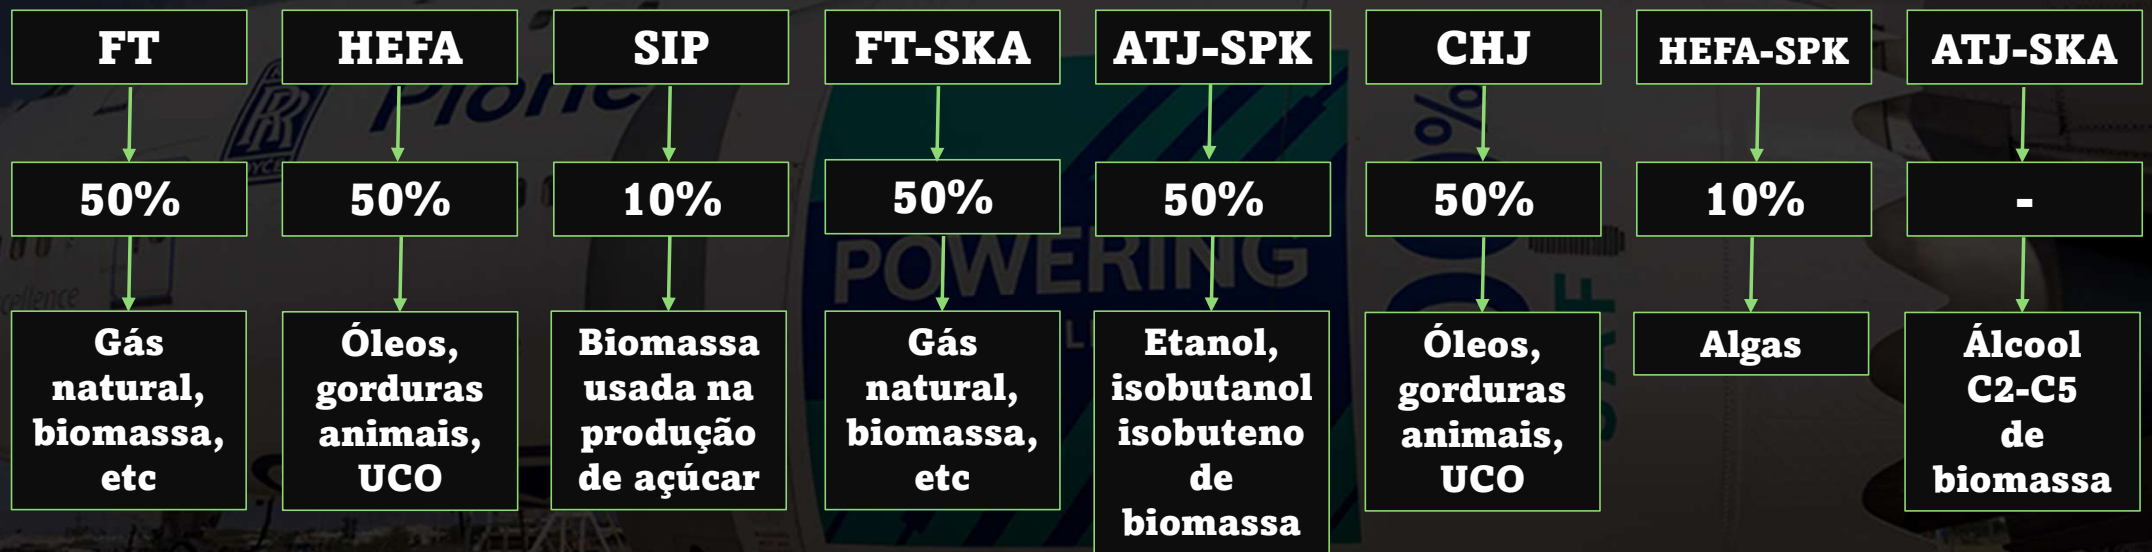 FT
HEFA
SIP
FT-SKA
ATJ-SPK
CHJ
HEFA-SPK
ATJ-SKA
50%
50%
10%
50%
50%
50%
10%
-
Gás
natural,
biomassa,
etc
Óleos,
gorduras
animais,
UCO
Biomassa
usada na
produção
de açúcar
Gás
natural,
biomassa,
etc
Etanol,
isobutanol
isobuteno
de
biomassa
Óleos,
gorduras
animais,
UCO
Algas
Álcool
C2-C5
de
biomassa
POWERING